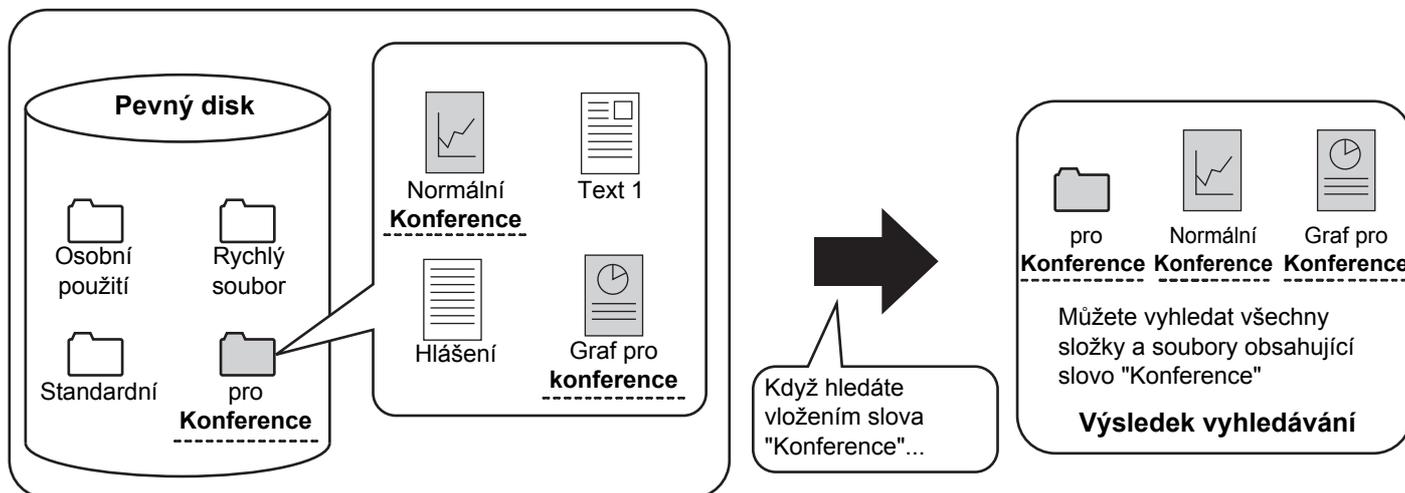 Pevný disk
Osobní
použití
Rychlý
soubor
Standardní
pro
Konference
Normální
Konference
Text 1
Hlášení
Graf pro
konference
Když hledáte
vložením slova
"Konference"...
pro
Konference
Normální
Konference
Graf pro
Konference
Můžete vyhledat všechny
složky a soubory obsahující
slovo "Konference"
Výsledek vyhledávání